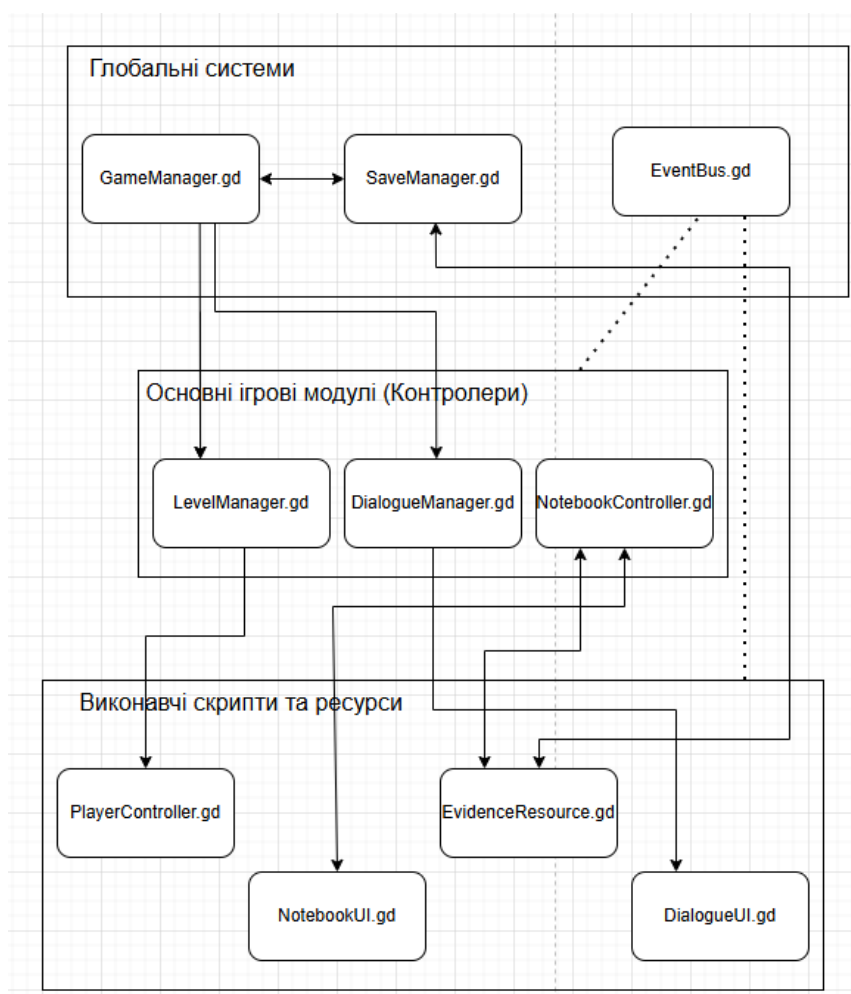 Глобальні системи
GameManager.gd
SaveManager.gd
EventBus.gd
Основні ігрові модулі (Контролери)
LevelManager.gd
DialogueManager.gd
NotebookController.gd
Виконавчі скрипти та ресурси
PlayerController.gd
EvidenceResource.gd
NotebookUI.gd
DialogueUI.gd